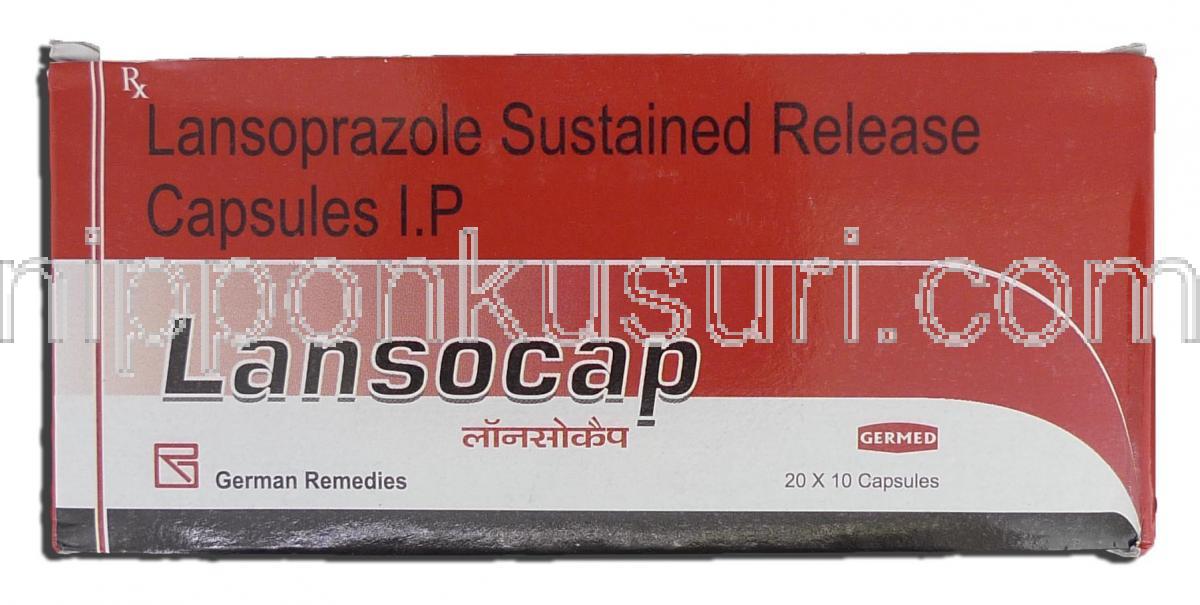 Rx
Lansoprazole Sustained Release
Capsules I.P
nipponkusuri.com
Lansocap
लॉनसोकैप
GERMED
German Remedies
20 X 10 Capsules